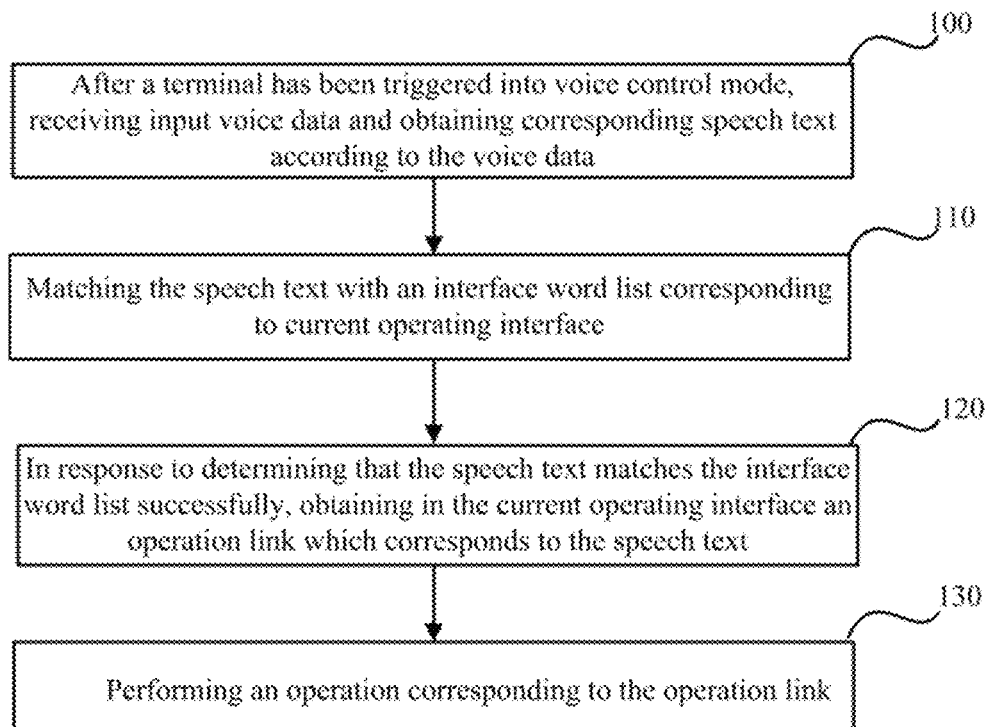 100
After a terminal has been triggered into voice control mode,
receiving input voice data and obtaining corresponding speech text
according to the voice data
110
Matching the speech text with an interface word list corresponding
to current operating interface
120
In response to determining that the speech text matches the interface
word list successfully, obtaining in the current operating interface an
operation link which corresponds to the speech text
130
Performing an operation corresponding to the operation link